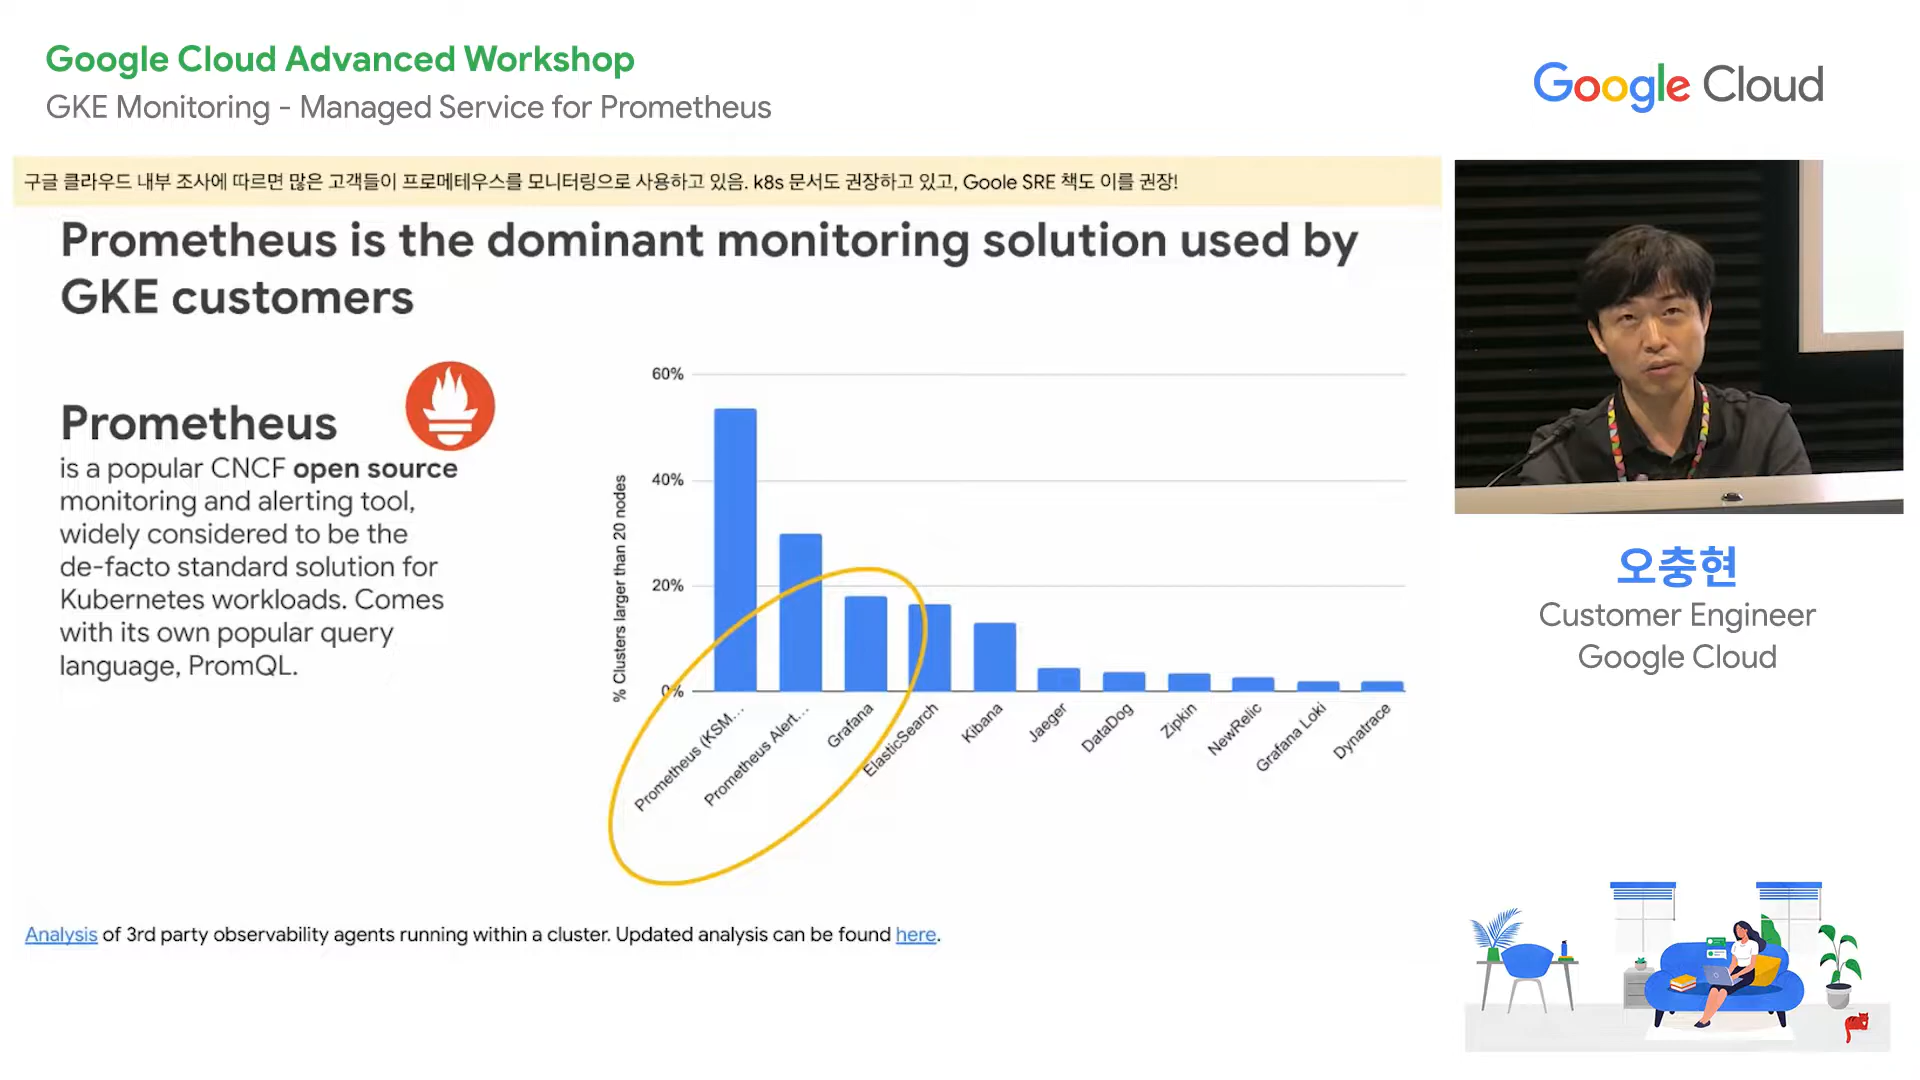 Google Cloud Advanced Workshop
GKE Monitoring - Managed Service for Prometheus
Google Cloud
구글 클라우드 내부 조사에 따르면 많은 고객들이 프로메테우스를 모니터링으로 사용하고 있음. k8s 문서도 권장하고 있고, Goole SRE 책도 이를 권장!
Prometheus is the dominant monitoring solution used by
GKE customers
Prometheus
is a popular CNCF open source
monitoring and alerting tool,
widely considered to be the
de-facto standard solution for
Kubernetes workloads. Comes
with its own popular query
language, PromQL.
% Clusters larger than 20 nodes
60%
40%
20%
0%
Prometheus (KSM...
Prometheus Alert...
Grafana
ElasticSearch
Kibana
Jaeger
DataDog
Zipkin
NewRelic
Grafana Loki
Dynatrace
Analysis of 3rd party observability agents running within a cluster. Updated analysis can be found here.
오충현
Customer Engineer
Google Cloud